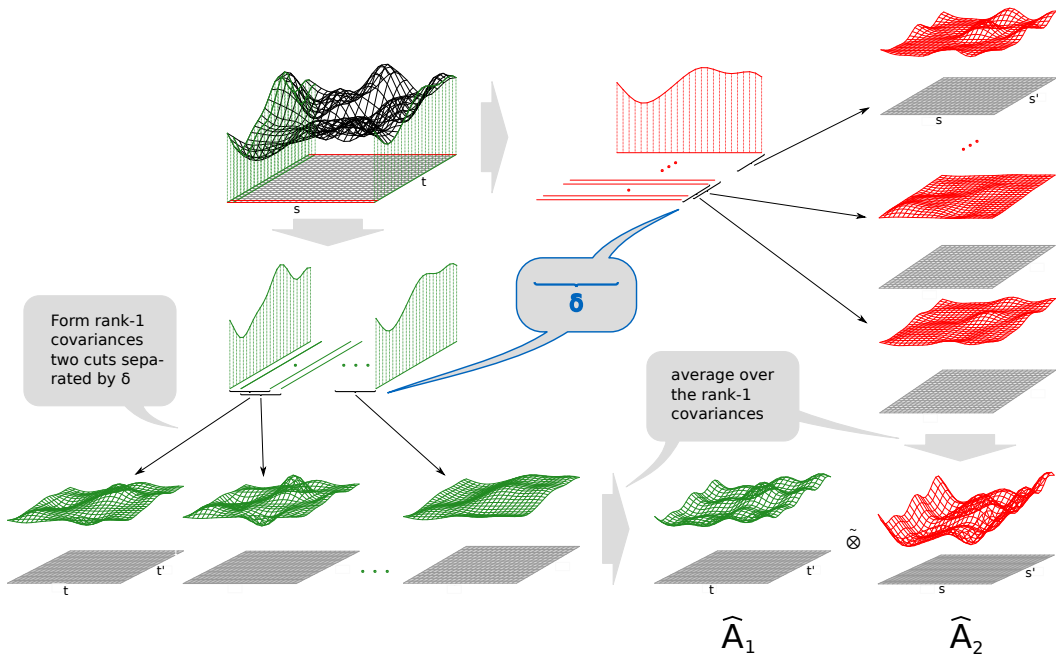 s'
s
t
s
δ
Form rank-1
covariances
two cuts sepa-
rated by δ
average over
the rank-1
covariances
t'
t
t'
t
⊗̃
s'
s
Â₁
Â₂